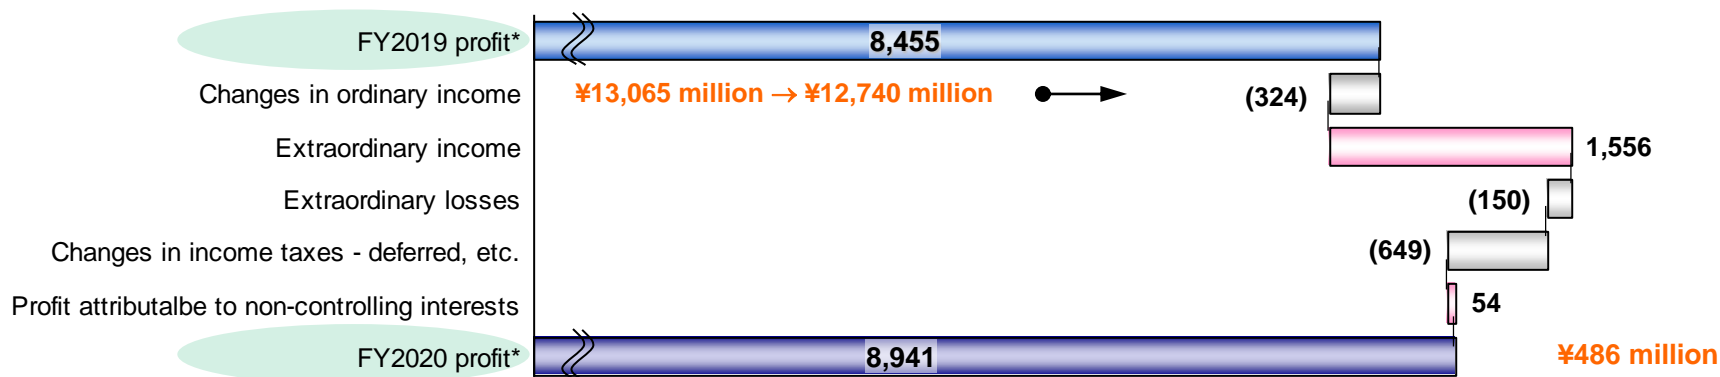 FY2019 profit* 8,455
Changes in ordinary income ¥13,065 million → ¥12,740 million (324)
Extraordinary income 1,556
Extraordinary losses (150)
Changes in income taxes - deferred, etc. (649)
Profit attributalbe to non-controlling interests 54
FY2020 profit* 8,941 ¥486 million